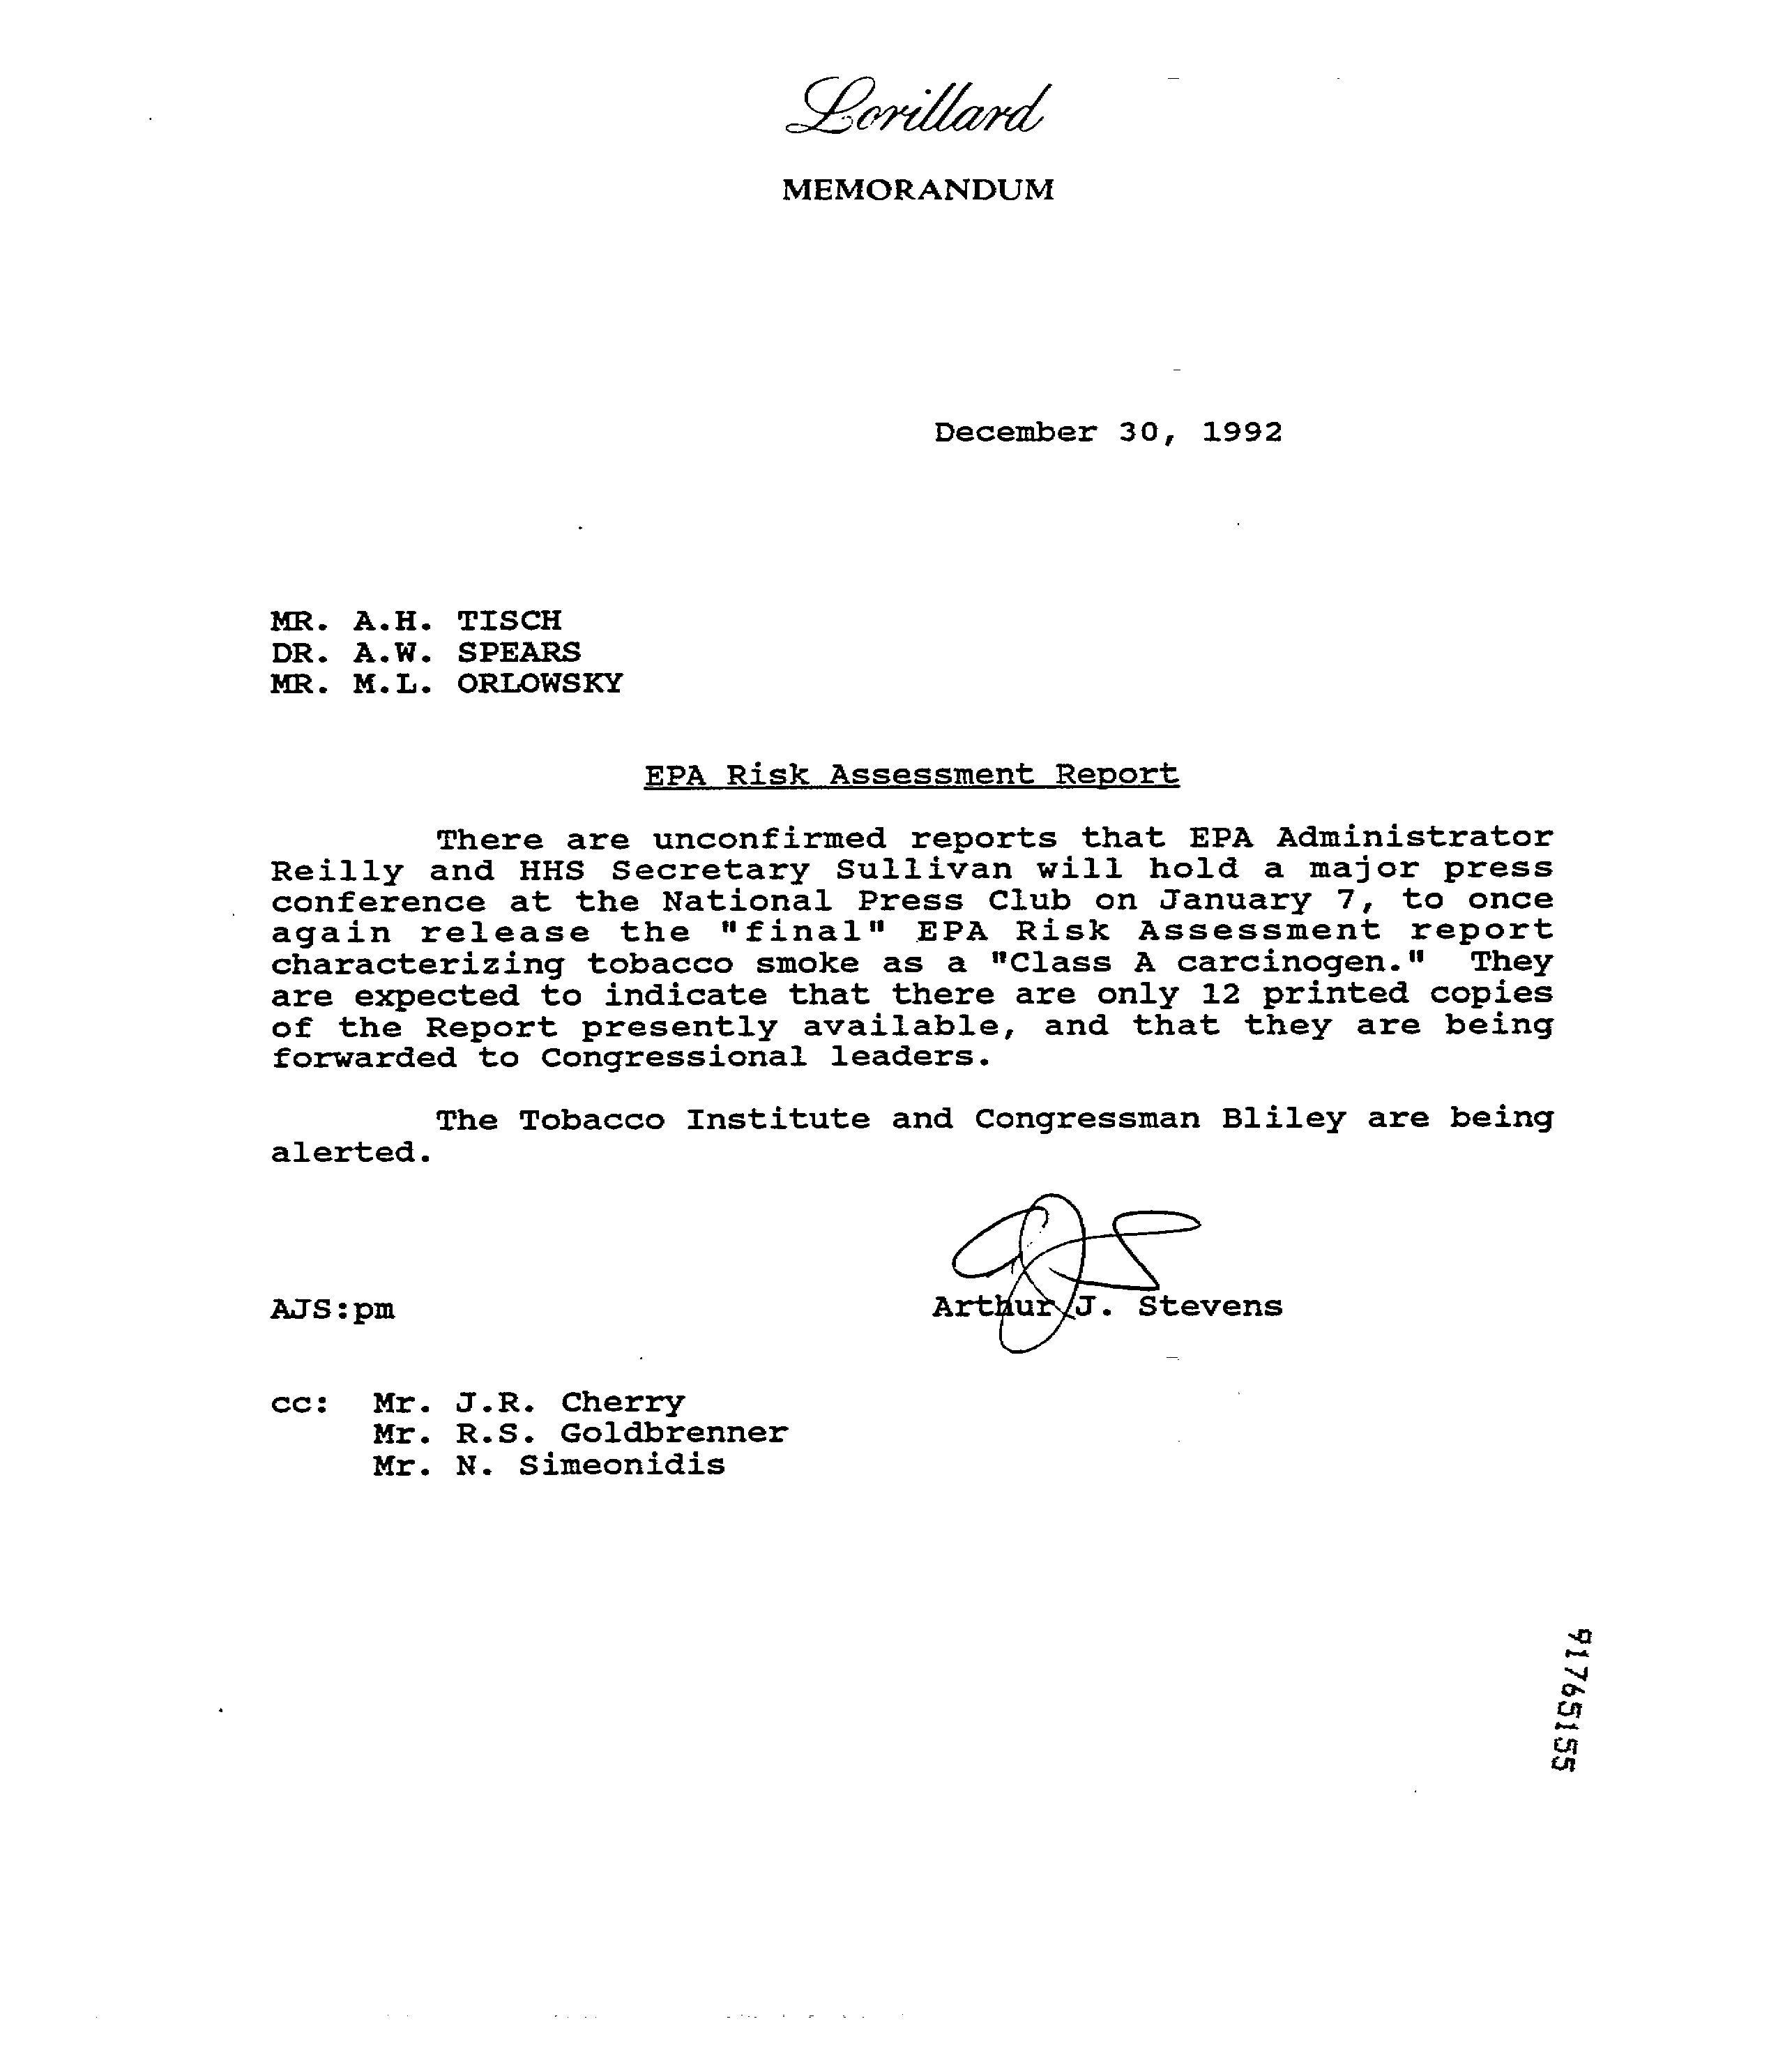 Lorillard
MEMORANDUM
December 30, 1992
MR. A.H. TISCH
DR. A.W. SPEARS
MR. M.L. ORLOWSKY
EPA Risk Assessment Report
There are unconfirmed reports that EPA Administrator
Reilly and HHS Secretary Sullivan will hold a major press
conference at the National Press Club on January 7, to once
again release the "final" EPA Risk Assessment report
characterizing tobacco smoke as a "Class A carcinogen." They
are expected to indicate that there are only 12 printed copies
of the Report presently available, and that they are being
forwarded to Congressional leaders.
The Tobacco Institute and Congressman Bliley are being
alerted.
AJS:pm
Arthur J. Stevens
cc: Mr. J.R. Cherry
Mr. R.S. Goldbrenner
Mr. N. Simeonidis
91765155